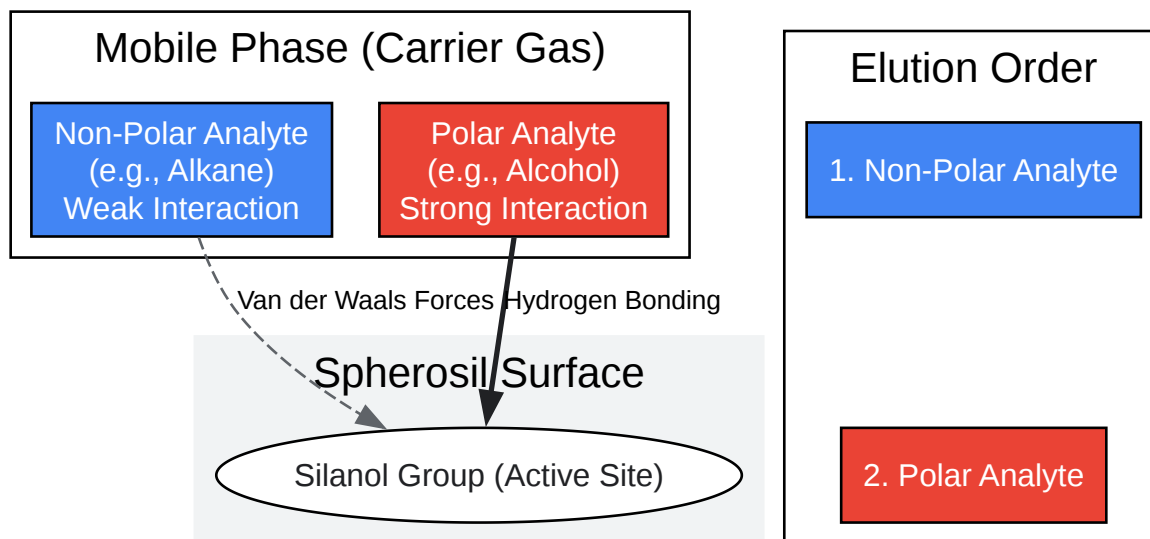 Mobile Phase (Carrier Gas)
Non-Polar Analyte
(e.g., Alkane)
Weak Interaction
Polar Analyte
(e.g., Alcohol)
Strong Interaction
Van der Waals Forces
Hydrogen Bonding
Spherosil Surface
Silanol Group (Active Site)
Elution Order
1. Non-Polar Analyte
2. Polar Analyte